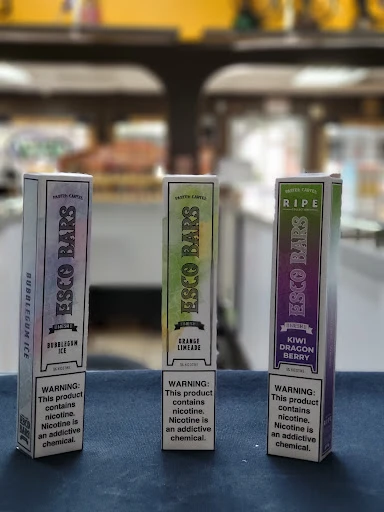 BUBBLEGUM ICE
PASTEL CARTEL
ESCO BARS
BUBBLEGUM
ICE
WARNING:
This product
contains
nicotine.
Nicotine is
an addictive
chemical.
ESCO
BARS
PASTEL CARTEL
ESCO BARS
ORANGE
LIMEADE
WARNING:
This product
contains
nicotine.
Nicotine is
an addictive
chemical.
PASTEL CARTEL
RIPE
ESCO BARS
KIWI
DRAGON
BERRY
WARNING:
This product
contains
nicotine.
Nicotine is
an addictive
chemical.